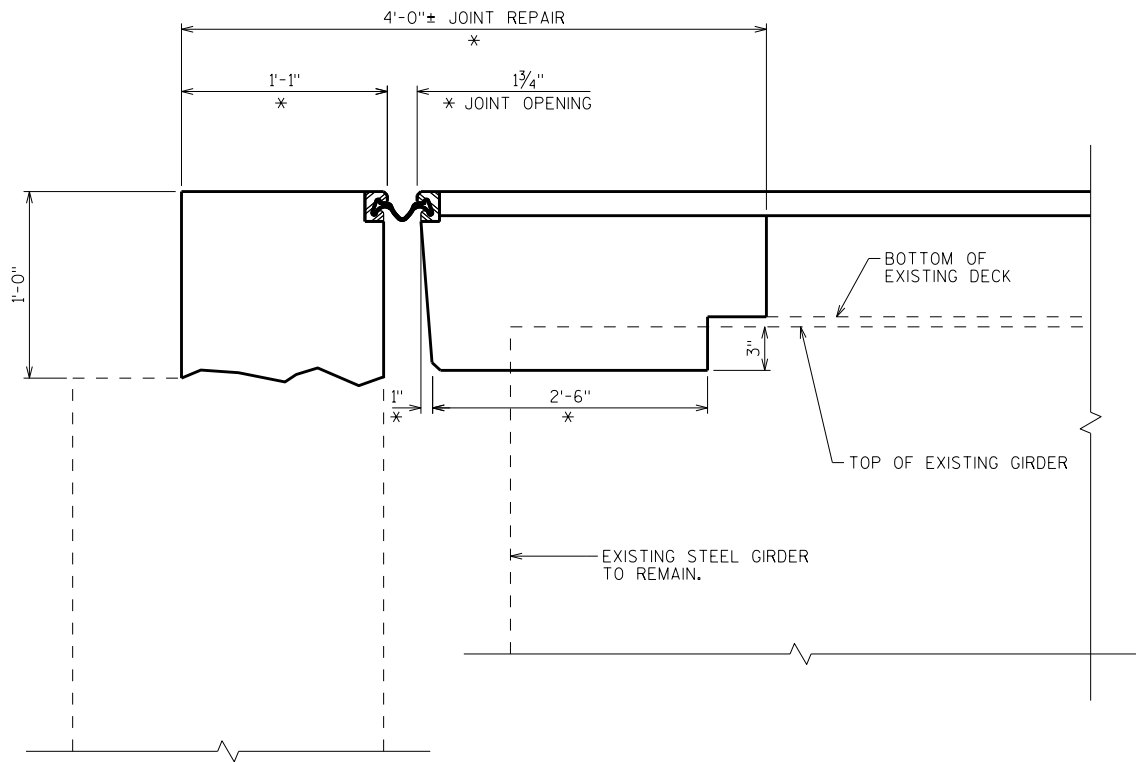 4'-0"± JOINT REPAIR
*
1'-1"
*
1¾"
* JOINT OPENING
1'-0"
BOTTOM OF
EXISTING DECK
3"
1"
*
2'-6"
*
TOP OF EXISTING GIRDER
EXISTING STEEL GIRDER
TO REMAIN.